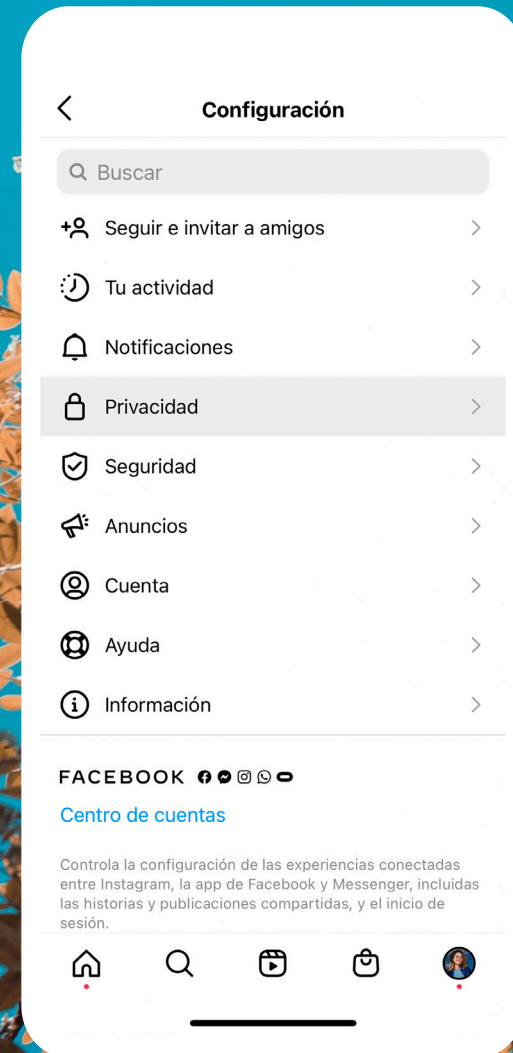 Configuración
Buscar
Seguir e invitar a amigos
Tu actividad
Notificaciones
Privacidad
Seguridad
Anuncios
Cuenta
Ayuda
Información
FACEBOOK
Centro de cuentas
Controla la configuración de las experiencias conectadas
entre Instagram, la app de Facebook y Messenger, incluidas
las historias y publicaciones compartidas, y el inicio de
sesión.